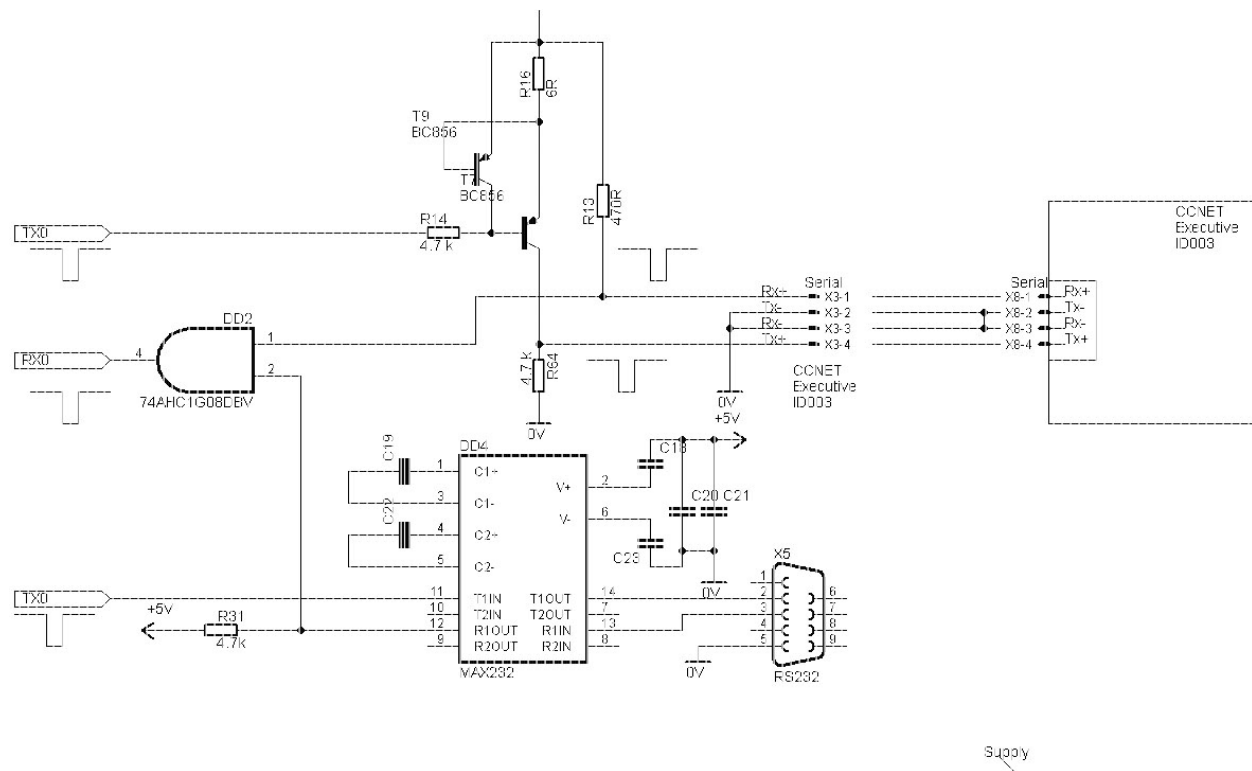 R16
6R
T9
BC856
T7
BC856
R13
470R
CCNET
Executive
ID003
TX0
R14
4.7 k
Serial
Serial
Rx+
X3-1
X8-1
Rx+
Tx-
X3-2
X8-2
Tx-
Rx-
X3-3
X8-3
Rx-
Tx+
X3-4
X8-4
Tx+
DD2
1
RX0
4
2
74AHC1G08DBV
4.7 k
R64
CCNET
Executive
ID003
0V
0V
+5V
DD4
C19
1
C1+
C18
V+
2
3
C1-
C20
C21
C22
4
C2+
V-
6
5
C2-
C23
X5
0V
1
TX0
11
T1IN
T1OUT
14
2
6
+5V
R31
4.7k
10
T2IN
T2OUT
7
3
7
12
R1OUT
R1IN
13
4
8
9
R2OUT
R2IN
8
5
9
0V
MAX232
RS232
Supply